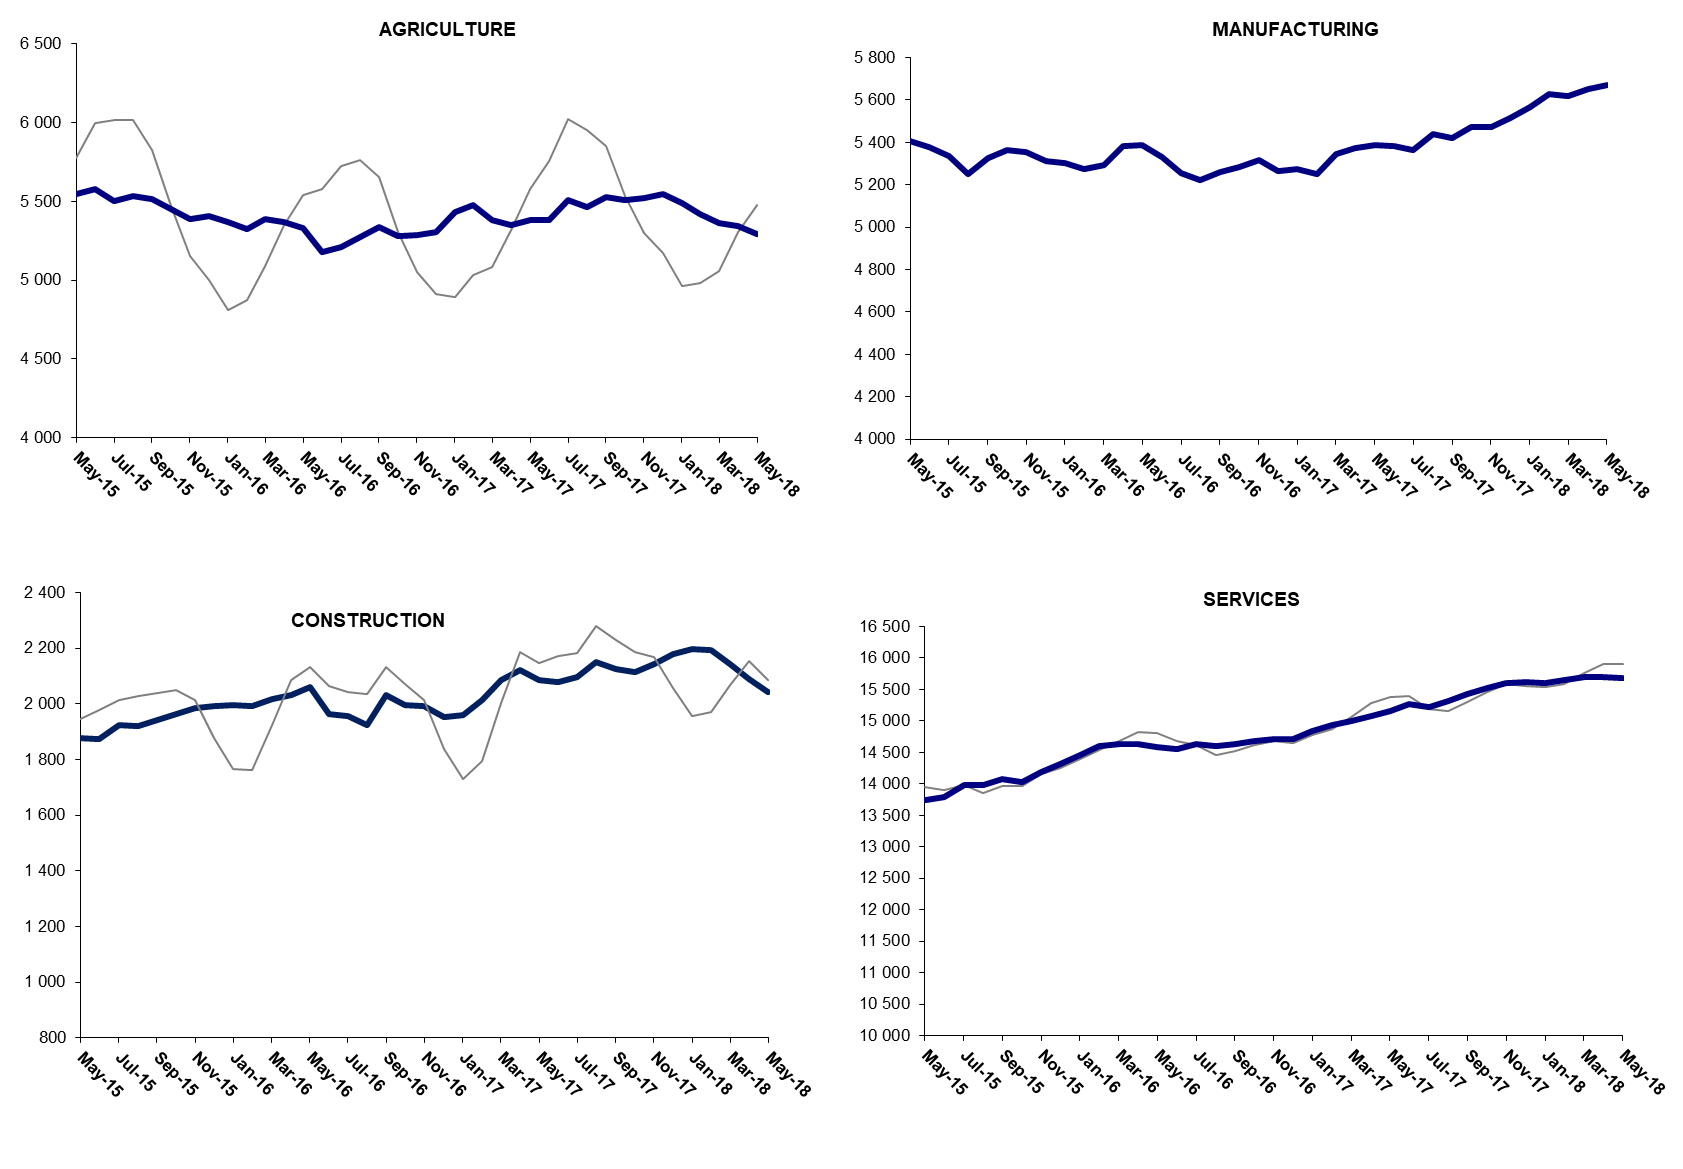 AGRICULTURE
6 500
6 000
5 500
5 000
4 500
4 000
May-15
Jul-15
Sep-15
Nov-15
Jan-16
Mar-16
May-16
Jul-16
Sep-16
Nov-16
Jan-17
Mar-17
May-17
Jul-17
Sep-17
Nov-17
Jan-18
Mar-18
May-18
MANUFACTURING
5 800
5 600
5 400
5 200
5 000
4 800
4 600
4 400
4 200
4 000
May-15
Jul-15
Sep-15
Nov-15
Jan-16
Mar-16
May-16
Jul-16
Sep-16
Nov-16
Jan-17
Mar-17
May-17
Jul-17
Sep-17
Nov-17
Jan-18
Mar-18
May-18
CONSTRUCTION
2 400
2 200
2 000
1 800
1 600
1 400
1 200
1 000
800
May-15
Jul-15
Sep-15
Nov-15
Jan-16
Mar-16
May-16
Jul-16
Sep-16
Nov-16
Jan-17
Mar-17
May-17
Jul-17
Sep-17
Nov-17
Jan-18
Mar-18
May-18
SERVICES
16 500
16 000
15 500
15 000
14 500
14 000
13 500
13 000
12 500
12 000
11 500
11 000
10 500
10 000
May-15
Jul-15
Sep-15
Nov-15
Jan-16
Mar-16
May-16
Jul-16
Sep-16
Nov-16
Jan-17
Mar-17
May-17
Jul-17
Sep-17
Nov-17
Jan-18
Mar-18
May-18